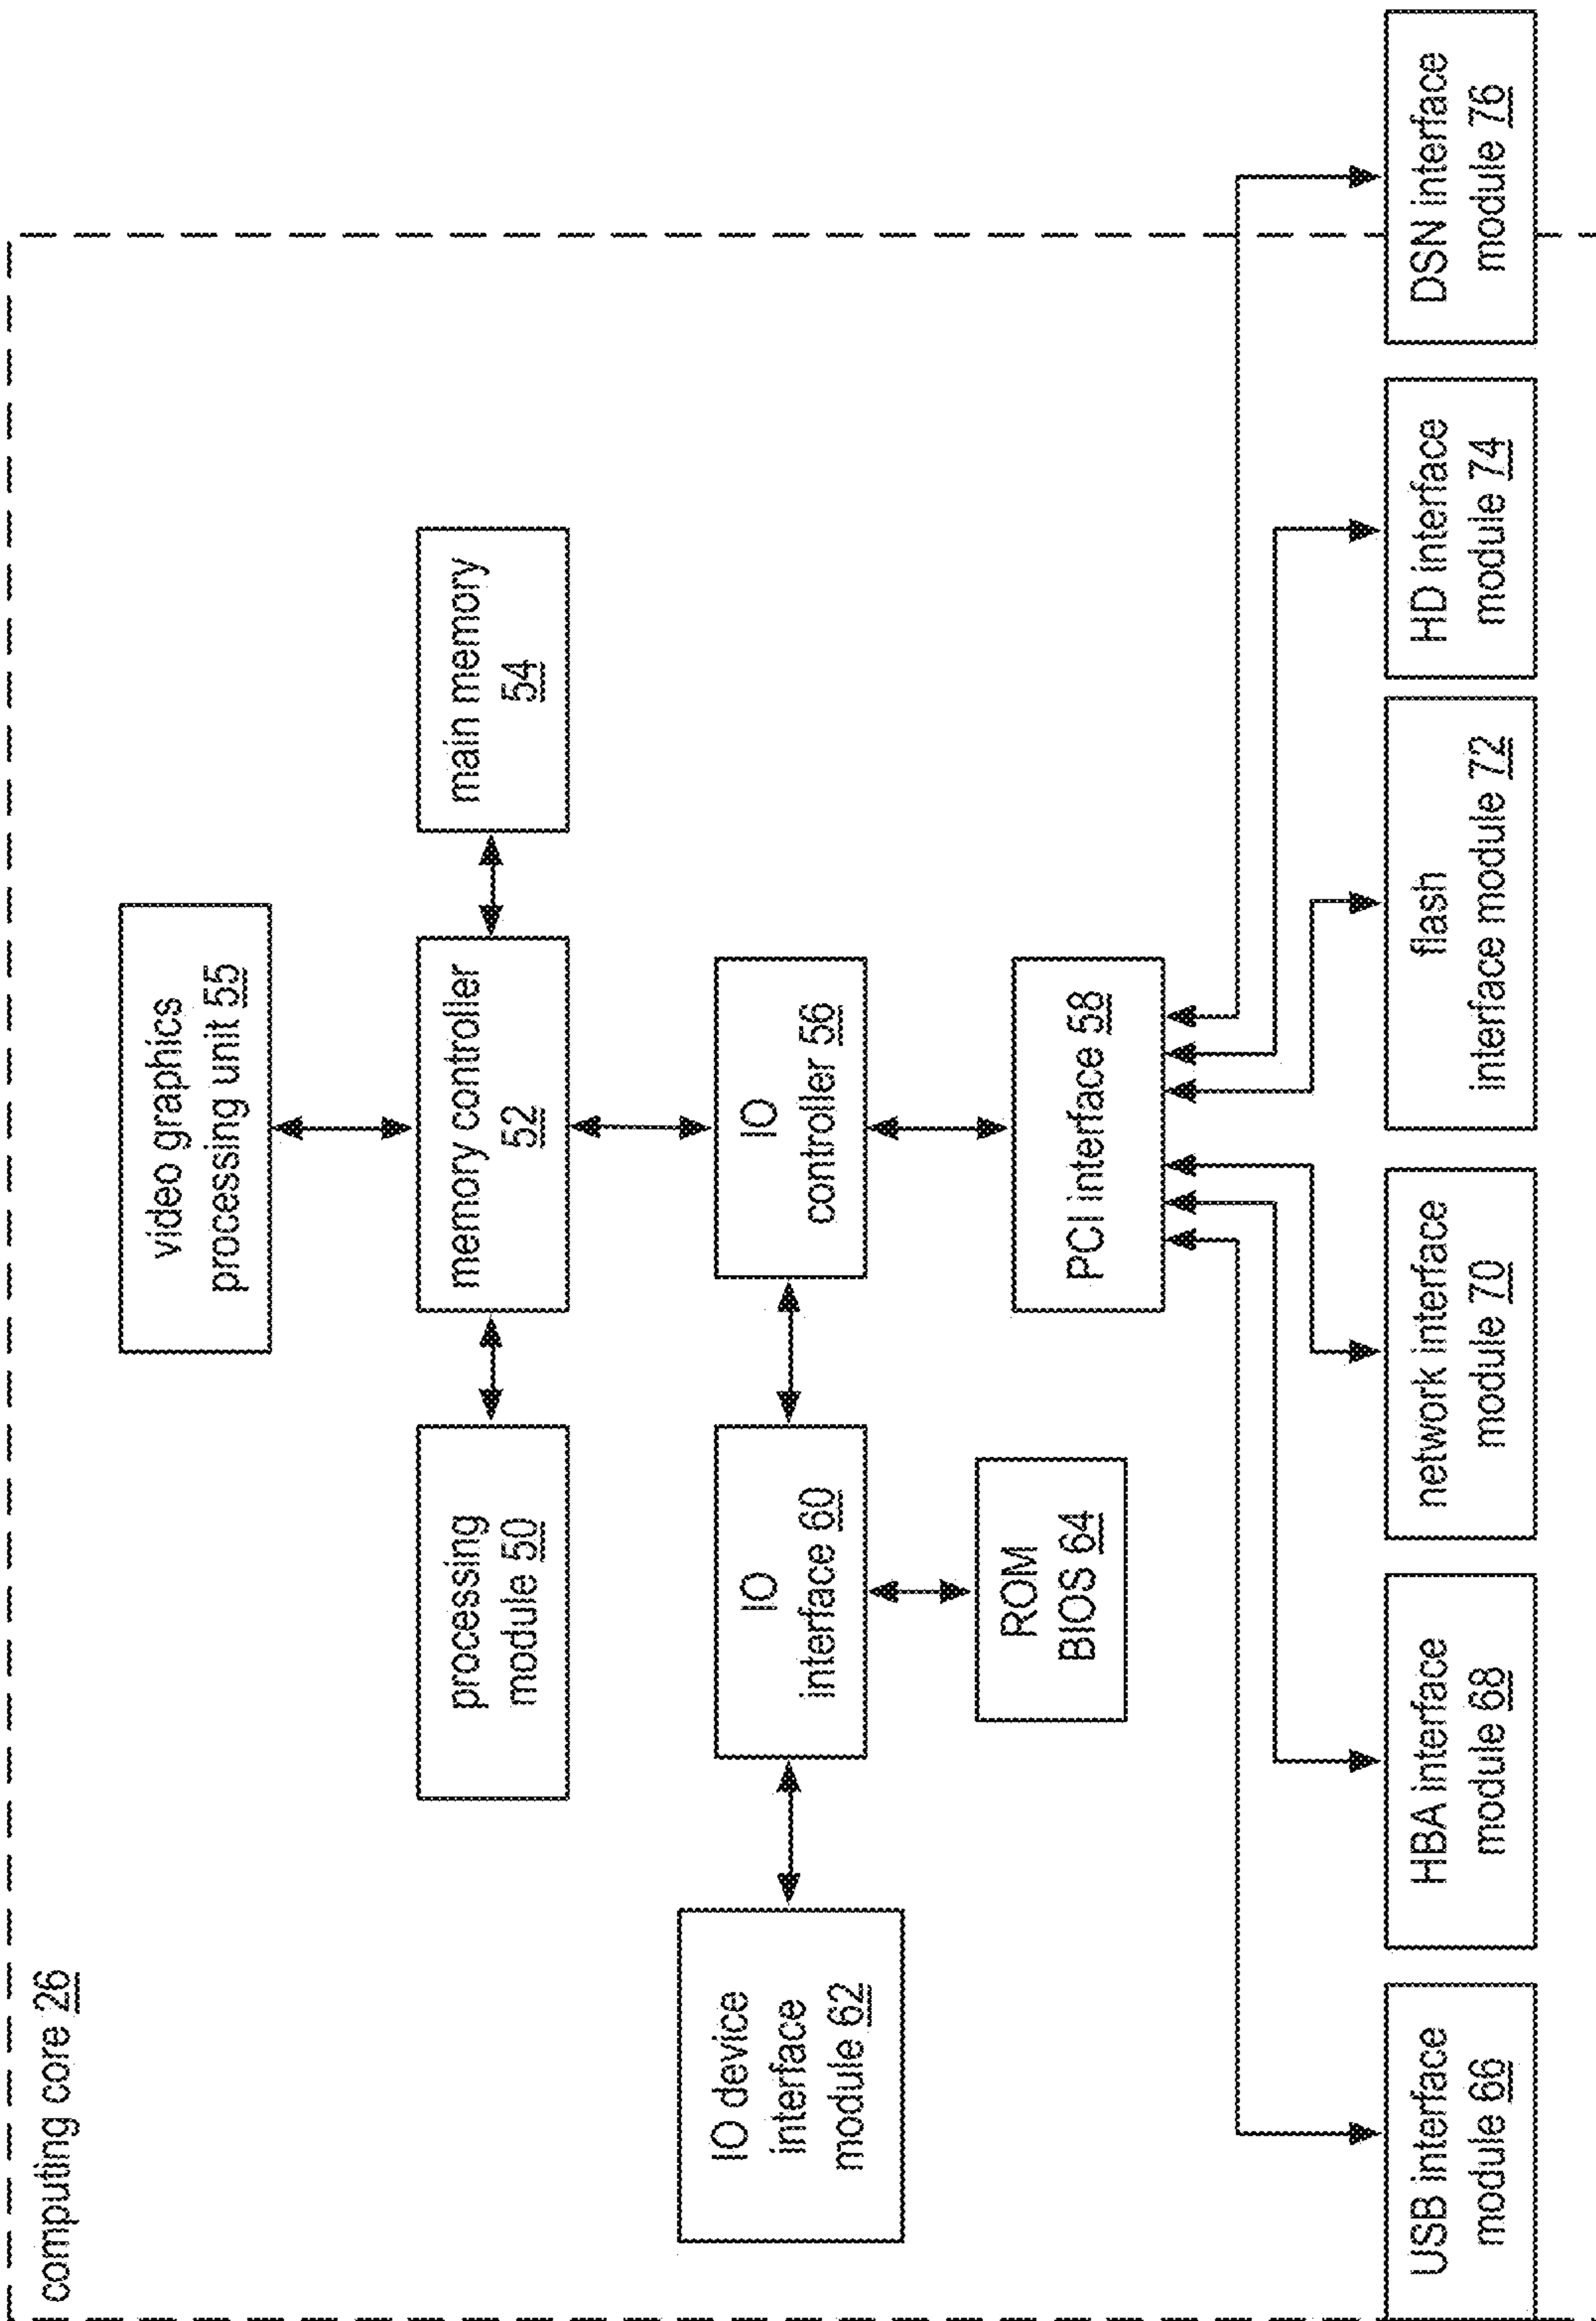 computing core 26
video graphics
processing unit 55
processing
module 50
memory controller
52
main memory
54
IO device
interface
module 62
IO
interface 60
IO
controller 56
ROM
BIOS 64
PCI interface 58
USB interface
module 66
HBA interface
module 68
network interface
module 70
flash
interface module 72
HD interface
module 74
DSN interface
module 76